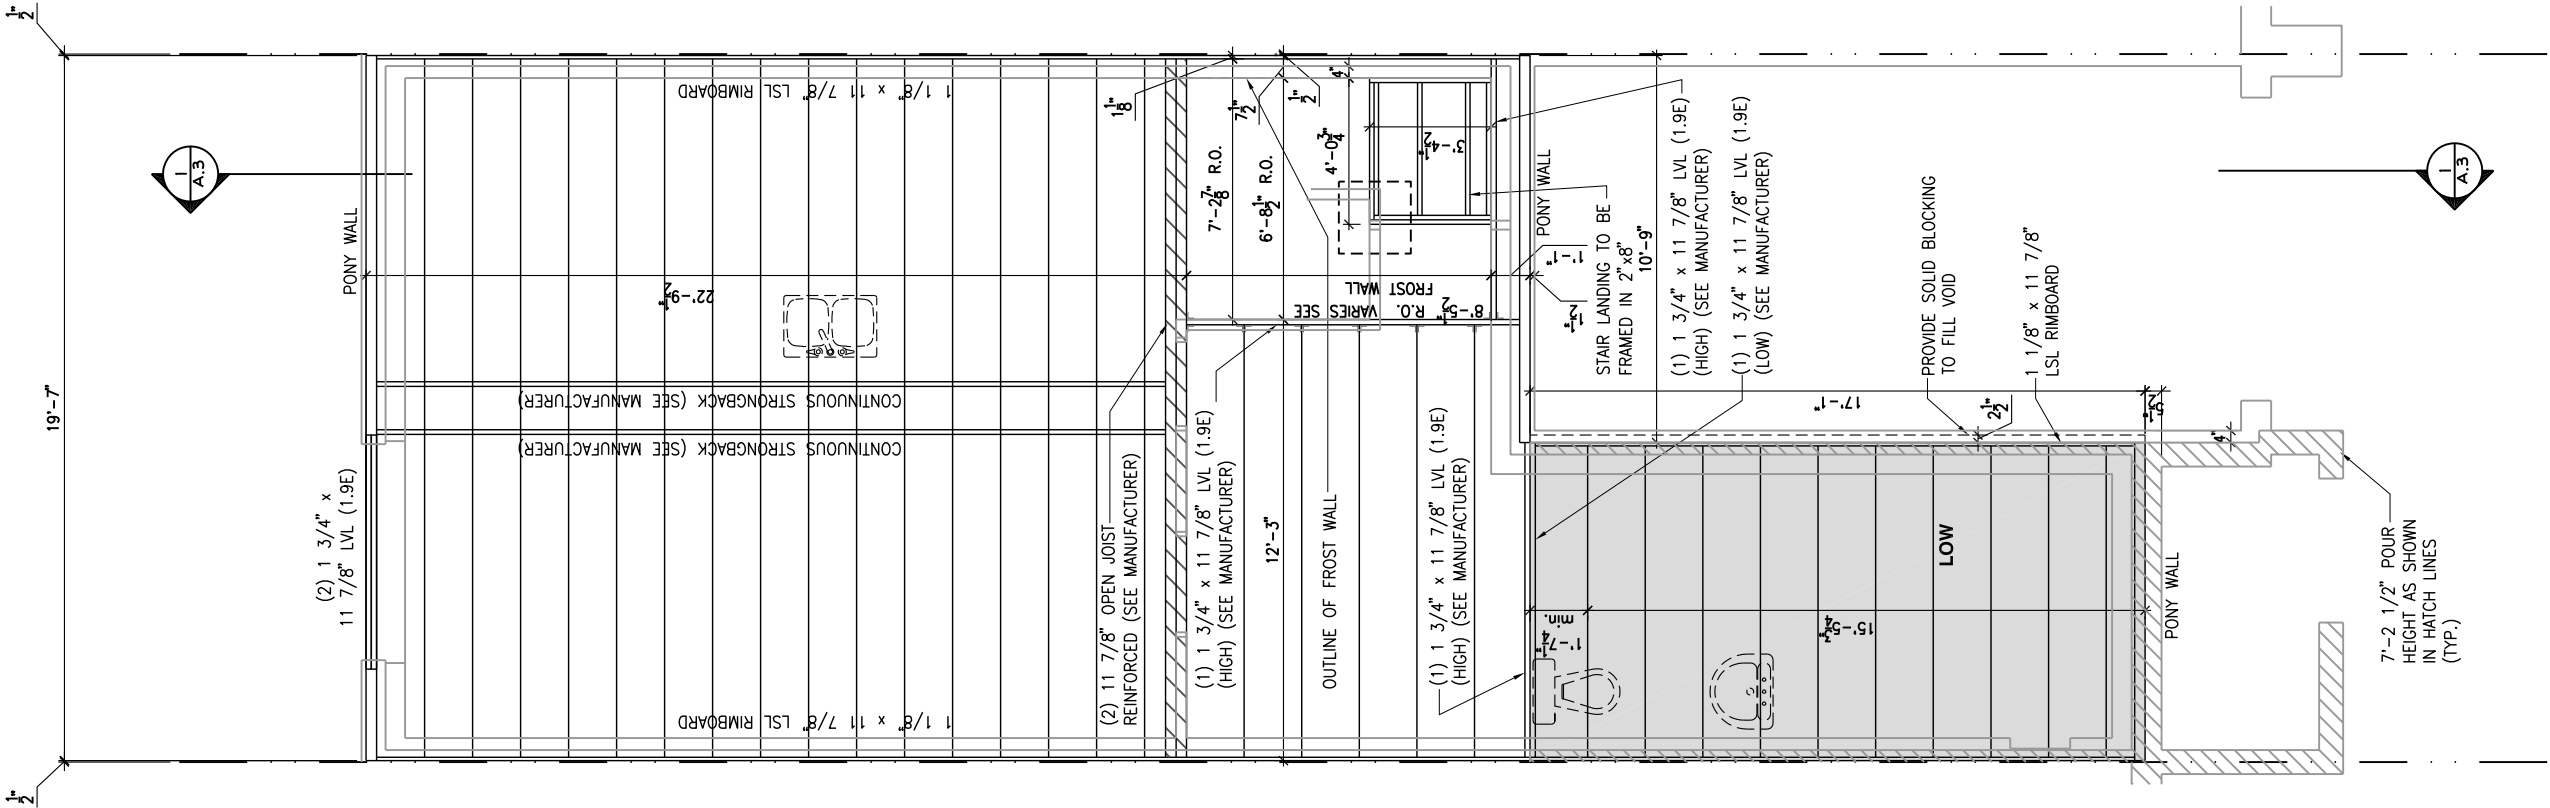 1 1/2"
19'-7"
1 1/2"
1
A.3
PONY WALL
(2) 1 3/4" x
11 7/8" LVL (1.9E)
1 1/8" x 11 7/8" LSL RIMBOARD
22'-9 1/2"
CONTINUOUS STRONGBACK (SEE MANUFACTURER)
CONTINUOUS STRONGBACK (SEE MANUFACTURER)
1 1/8" x 11 7/8" LSL RIMBOARD
(2) 11 7/8" OPEN JOIST
REINFORCED (SEE MANUFACTURER)
1 1/8"
7'-2 7/8" R.O.
7 1/2"
6'-8 1/2" R.O.
1 1/2"
4"
4'-0 3/4"
3'-4 1/2"
(1) 1 3/4" x 11 7/8" LVL (1.9E)
(HIGH) (SEE MANUFACTURER)
12'-3"
OUTLINE OF FROST WALL
8'-5 1/2" R.O. VARIES SEE
FROST WALL
(1) 1 3/4" x 11 7/8" LVL (1.9E)
(HIGH) (SEE MANUFACTURER)
PONY WALL
1'-1"
1 1/2"
STAIR LANDING TO BE
FRAMED IN 2"x8"
10'-9"
(1) 1 3/4" x 11 7/8" LVL (1.9E)
(HIGH) (SEE MANUFACTURER)
(1) 1 3/4" x 11 7/8" LVL (1.9E)
(LOW) (SEE MANUFACTURER)
1'-7 1/4"
min.
15'-5 3/4"
17'-1"
PROVIDE SOLID BLOCKING
TO FILL VOID
2 1/2"
LOW
1 1/8" x 11 7/8"
LSL RIMBOARD
5 1/2"
4"
PONY WALL
7'-2 1/2" POUR
HEIGHT AS SHOWN
IN HATCH LINES
(TYP.)
1
A.3